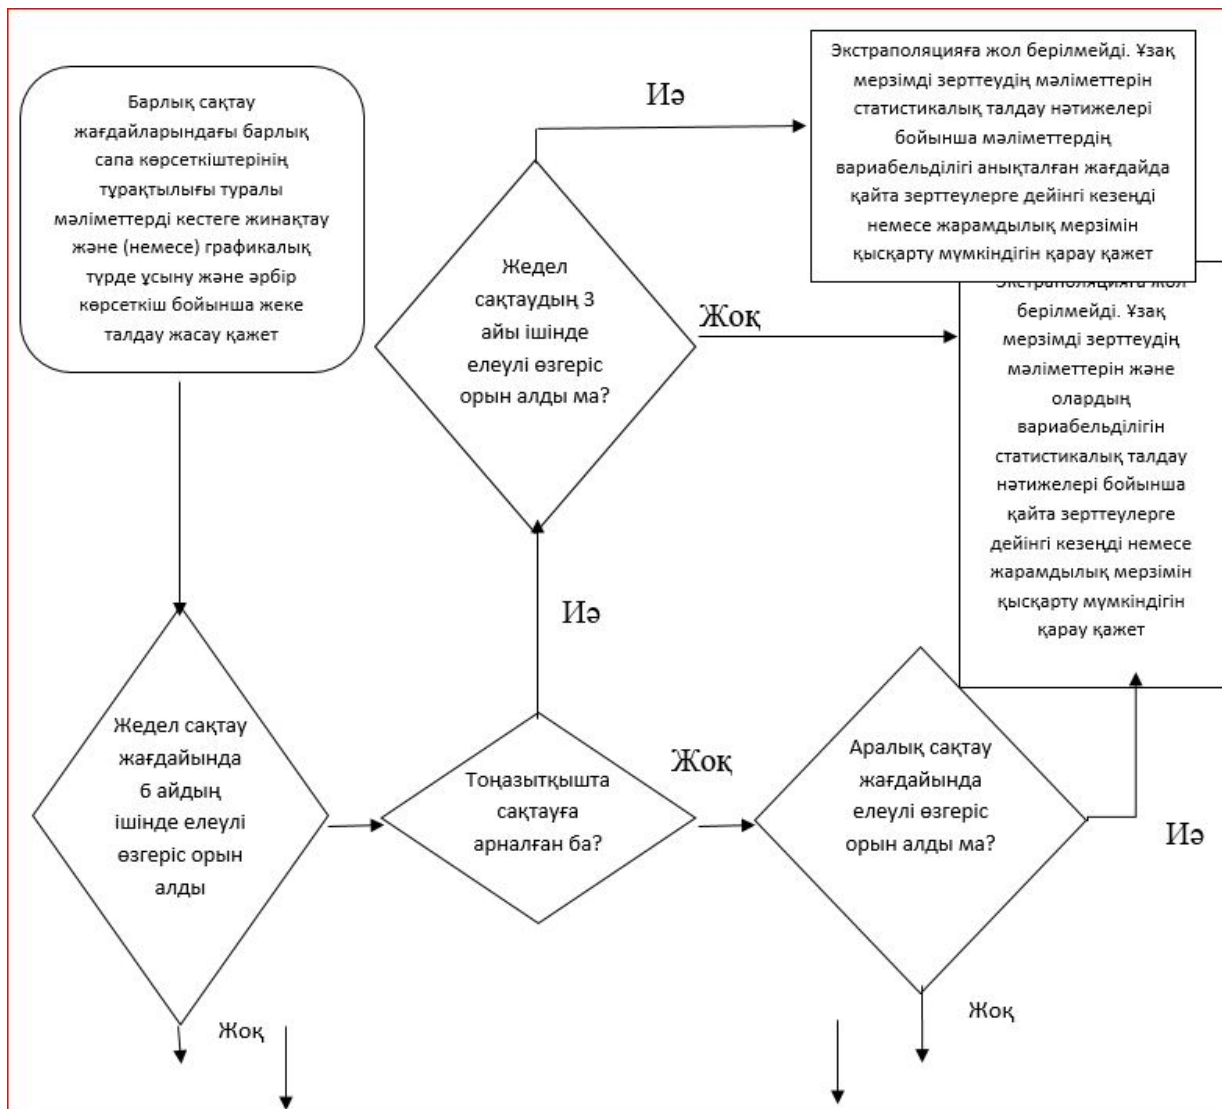 Барлық сақтау
жағдайларындағы барлық
сапа көрсеткіштерінің
тұрақтылығы туралы
мәліметтерді кестеге жинақтау
және (немесе) графикалық
түрде ұсыну және әрбір
көрсеткіш бойынша жеке
талдау жасау қажет
Иә
Экстраполяцияға жол берілмейді. Ұзақ
мерзімді зерттеудің мәліметтерін
статистикалық талдау нәтижелері
бойынша мәліметтердің
вариабельділігі анықталған жағдайда
қайта зерттеулерге дейінгі кезеңді
немесе жарамдылық мерзімін
қысқарту мүмкіндігін қарау қажет
Жедел
сақтаудың 3
айы ішінде
елеулі өзгеріс
орын алды ма?
Жоқ
Экстраполяцияға жол
берілмейді. Ұзақ
мерзімді зерттеудің
мәліметтерін және
олардың
вариабельділігін
статистикалық талдау
нәтижелері бойынша
қайта зерттеулерге
дейінгі кезеңді немесе
жарамдылық мерзімін
қысқарту мүмкіндігін
қарау қажет
Иә
Жедел сақтау
жағдайында
6 айдың
ішінде елеулі
өзгеріс орын
алды
Тоңазытқышта
сақтауға
арналған ба?
Жоқ
Аралық сақтау
жағдайында
елеулі өзгеріс
орын алды ма?
Иә
Жоқ
Жоқ